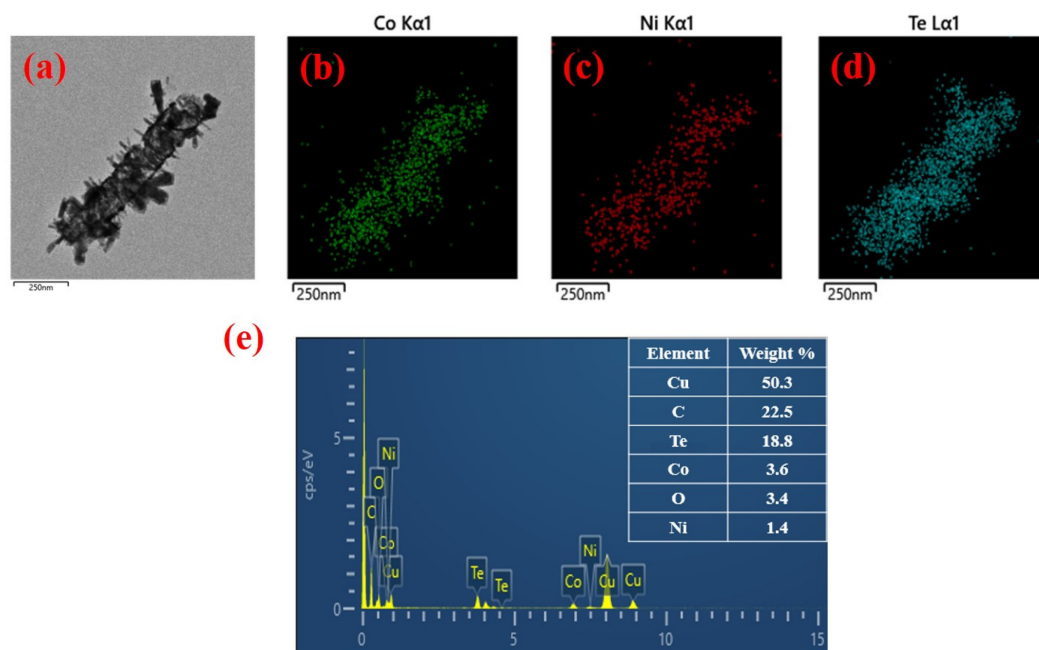 Co Kα1
Ni Kα1
Te Lα1
(a)
(b)
(c)
(d)
250nm
250nm
250nm
250nm
(e)
Element Weight %
Cu 50.3
C 22.5
Te 18.8
Co 3.6
O 3.4
Ni 1.4
cps/eV
5
0
Ni
O
C
Co
Cu
Te
Te
Co
Ni
Cu
Cu
0 5 10 15